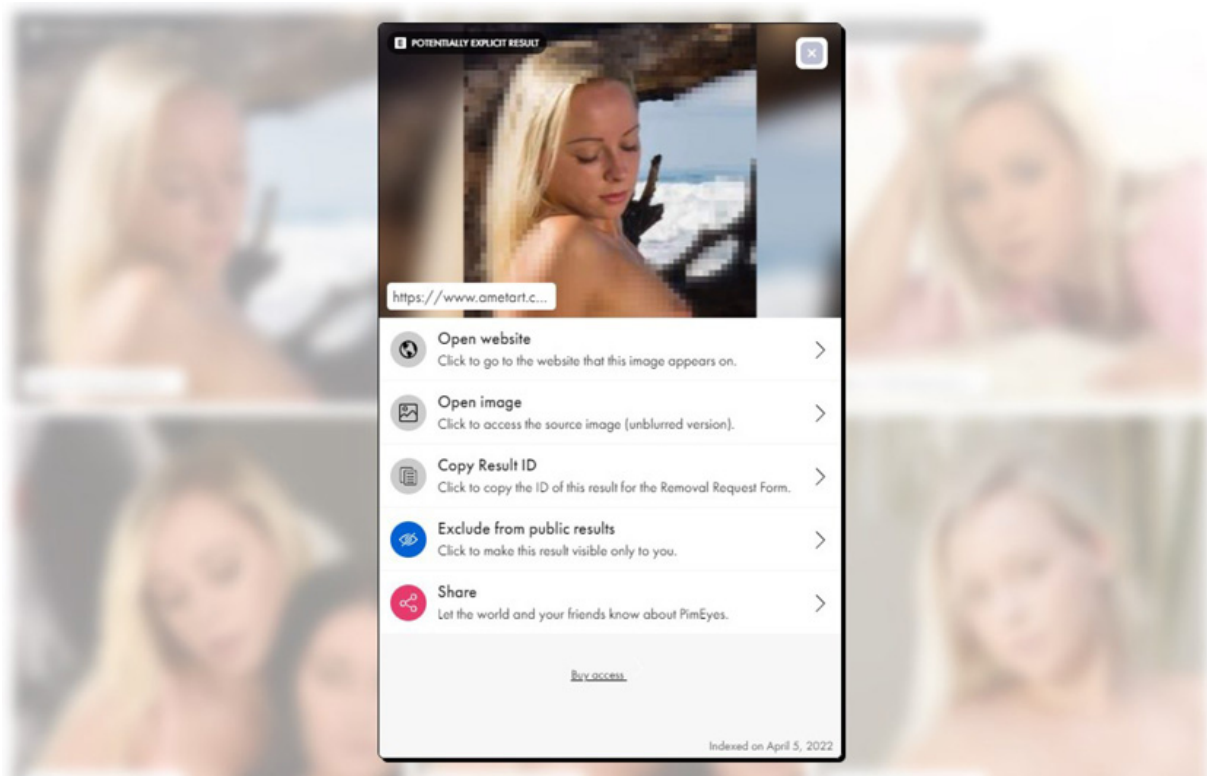 E POTENTIALLY EXPLICIT RESULT
https://www.ametart.c...
Open website
Click to go to the website that this image appears on.
Open image
Click to access the source image (unblurred version).
Copy Result ID
Click to copy the ID of this result for the Removal Request Form.
Exclude from public results
Click to make this result visible only to you.
Share
Let the world and your friends know about PimEyes.
Buy access
Indexed on April 5, 2022